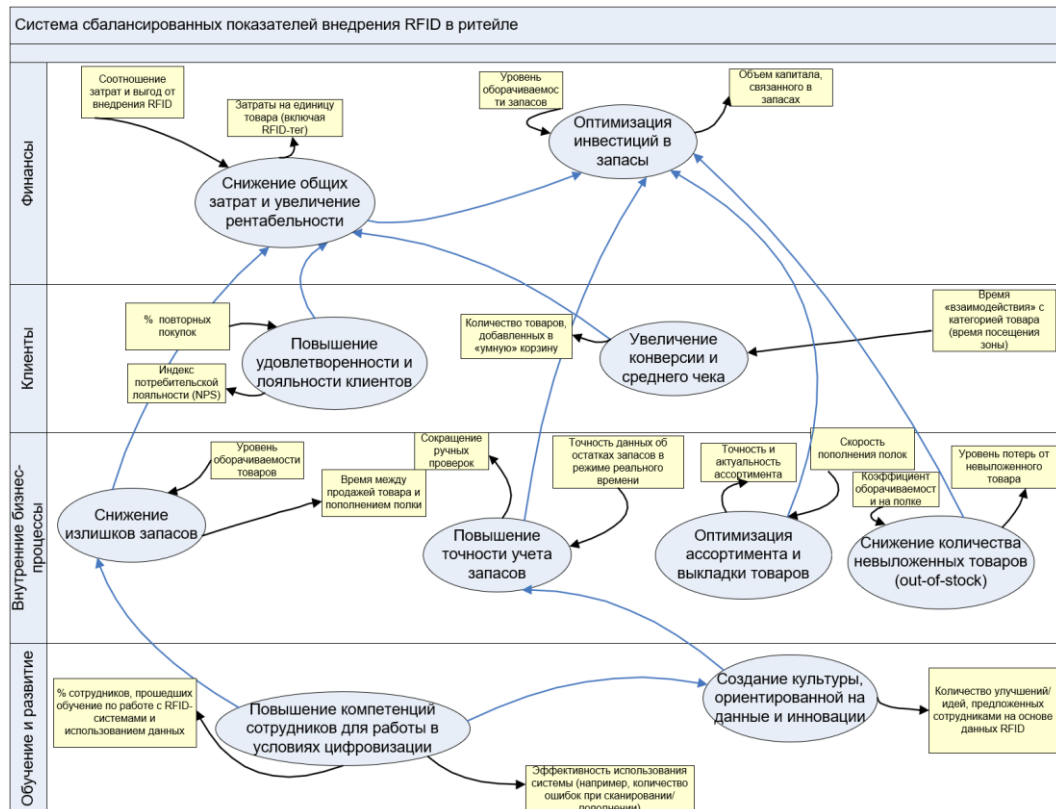 Система сбалансированных показателей внедрения RFID в ритейле
Финансы
Соотношение
затрат и выгод от
внедрения RFID
Затраты на единицу
товара (включая
RFID-тег)
Снижение общих
затрат и увеличение
рентабельности
Уровень
оборачиваемос
ти запасов
Оптимизация
инвестиций в
запасы
Объем капитала,
связанного в
запасах
Клиенты
% повторных
покупок
Индекс
потребительской
лояльности (NPS)
Повышение
удовлетворенности и
лояльности клиентов
Количество товаров,
добавленных
в «умную» корзину
Увеличение
конверсии и
среднего чека
Время
«взаимодействия» с
категорией товара
(время посещения
зоны)
Внутренние бизнес-
процессы
Уровень
оборачиваемости
товаров
Снижение
излишков запасов
Время между
продажей товара и
пополнением полки
Сокращение
ручных
проверок
Повышение
точности учета
запасов
Точность данных об
остатках запасов в
режиме реального
времени
Точность и
актуальность
ассортимента
Оптимизация
ассортимента и
выкладки товаров
Скорость
пополнения полок
Коэффициент
оборачиваемост
и на полке
Уровень потерь от
невыложенного
товара
Снижение количества
невыложенных товаров
(out-of-stock)
Обучение и развитие
% сотрудников, прошедших
обучение по работе с RFID-
системами и
использованием данных
Повышение компетенций
сотрудников для работы в
условиях цифровизации
Эффективность использования
системы (например, количество
ошибок при сканировании/
пополнении)
Создание культуры,
ориентированной на
данные и инновации
Количество улучшений/
идей, предложенных
сотрудниками на основе
данных RFID